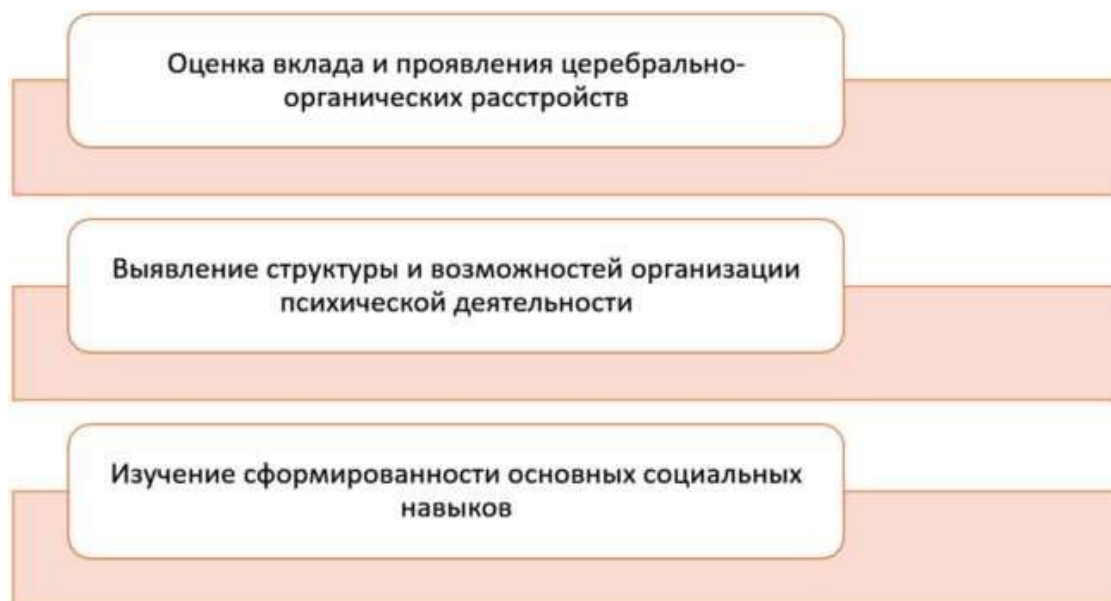 Оценка вклада и проявления церебрально-
органических расстройств
Выявление структуры и возможностей организации
психической деятельности
Изучение сформированности основных социальных
навыков